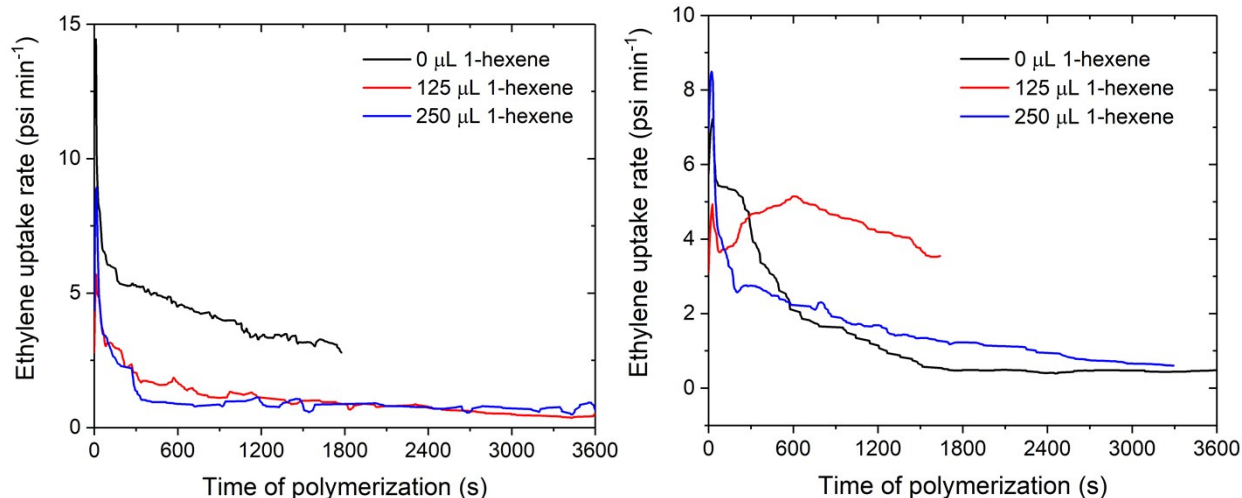 15
10
5
0
Ethylene uptake rate (psi min⁻¹)
0 μL 1-hexene
125 μL 1-hexene
250 μL 1-hexene
0 600 1200 1800 2400 3000 3600
Time of polymerization (s)
10
8
6
4
2
0
Ethylene uptake rate (psi min⁻¹)
0 μL 1-hexene
125 μL 1-hexene
250 μL 1-hexene
0 600 1200 1800 2400 3000 3600
Time of polymerization (s)